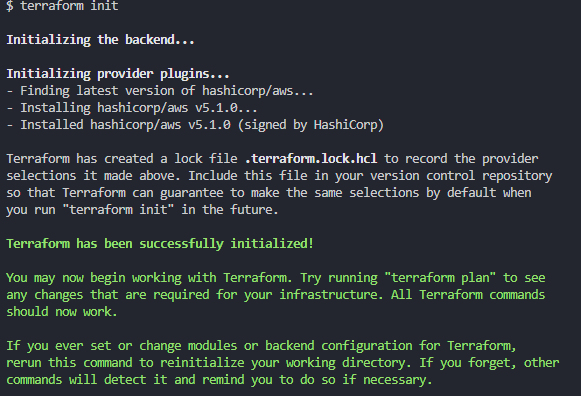 $ terraform init
Initializing the backend...
Initializing provider plugins...
- Finding latest version of hashicorp/aws...
- Installing hashicorp/aws v5.1.0...
- Installed hashicorp/aws v5.1.0 (signed by HashiCorp)
Terraform has created a lock file .terraform.lock.hcl to record the provider
selections it made above. Include this file in your version control repository
so that Terraform can guarantee to make the same selections by default when
you run "terraform init" in the future.
Terraform has been successfully initialized!
You may now begin working with Terraform. Try running "terraform plan" to see
any changes that are required for your infrastructure. All Terraform commands
should now work.
If you ever set or change modules or backend configuration for Terraform,
rerun this command to reinitialize your working directory. If you forget, other
commands will detect it and remind you to do so if necessary.